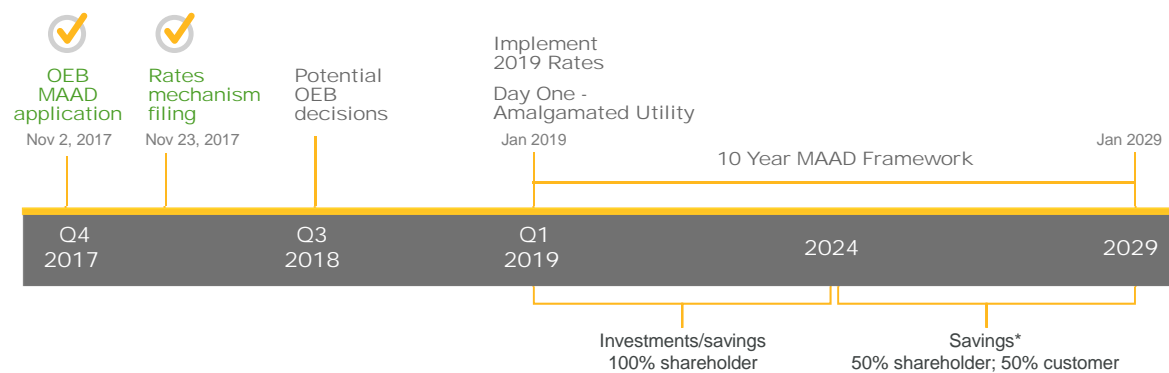 OEB
MAAD
application
Nov 2, 2017
Rates
mechanism
filing
Nov 23, 2017
Potential
OEB
decisions
Implement
2019 Rates
Day One -
Amalgamated Utility
Jan 2019
10 Year MAAD Framework
Jan 2029
Q4
2017
Q3
2018
Q1
2019
2024
2029
Investments/savings
100% shareholder
Savings*
50% shareholder; 50% customer